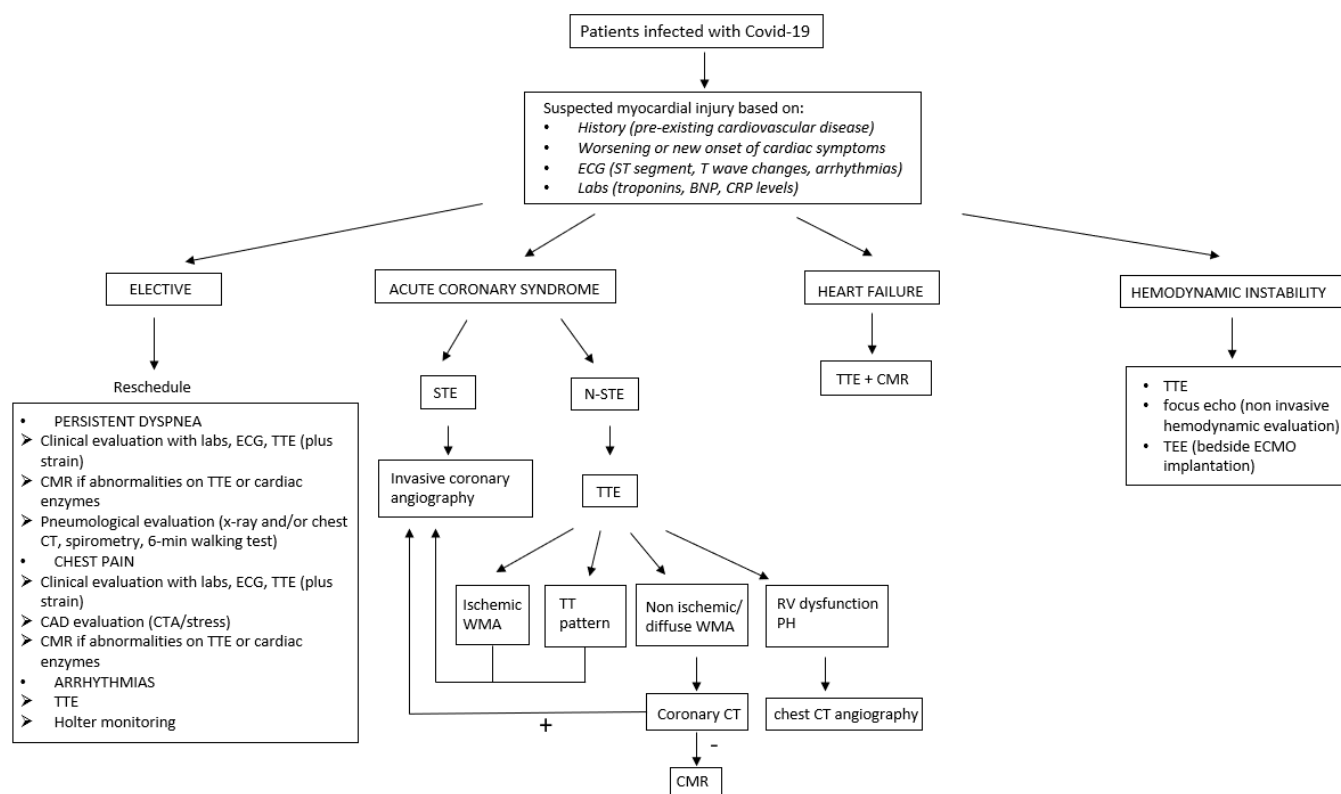 Patients infected with Covid-19
Suspected myocardial injury based on:
• History (pre-existing cardiovascular disease)
• Worsening or new onset of cardiac symptoms
• ECG (ST segment, T wave changes, arrhythmias)
• Labs (troponins, BNP, CRP levels)
ELECTIVE
ACUTE CORONARY SYNDROME
HEART FAILURE
HEMODYNAMIC INSTABILITY
Reschedule
• PERSISTENT DYSPNEA
➢ Clinical evaluation with labs, ECG, TTE (plus
strain)
➢ CMR if abnormalities on TTE or cardiac
enzymes
➢ Pneumological evaluation (x-ray and/or chest
CT, spirometry, 6-min walking test)
• CHEST PAIN
➢ Clinical evaluation with labs, ECG, TTE (plus
strain)
➢ CAD evaluation (CTA/stress)
➢ CMR if abnormalities on TTE or cardiac
enzymes
• ARRHYTHMIAS
➢ TTE
➢ Holter monitoring
STE
N-STE
Invasive coronary
angiography
TTE
Ischemic
WMA
TT
pattern
Non ischemic/
diffuse WMA
RV dysfunction
PH
+
Coronary CT
chest CT angiography
-
CMR
TTE + CMR
• TTE
• focus echo (non invasive
hemodynamic evaluation)
• TEE (bedside ECMO
implantation)